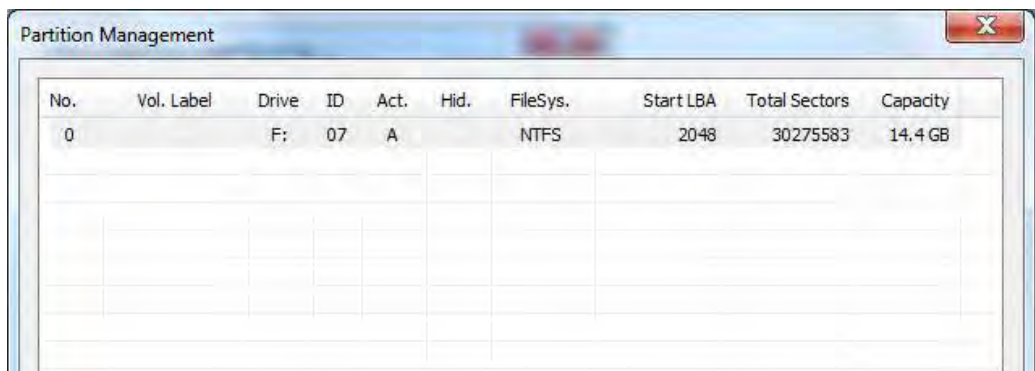 Partition Management
No. Vol. Label Drive ID Act. Hid. FileSys. Start LBA Total Sectors Capacity
0 F: 07 A NTFS 2048 30275583 14.4 GB